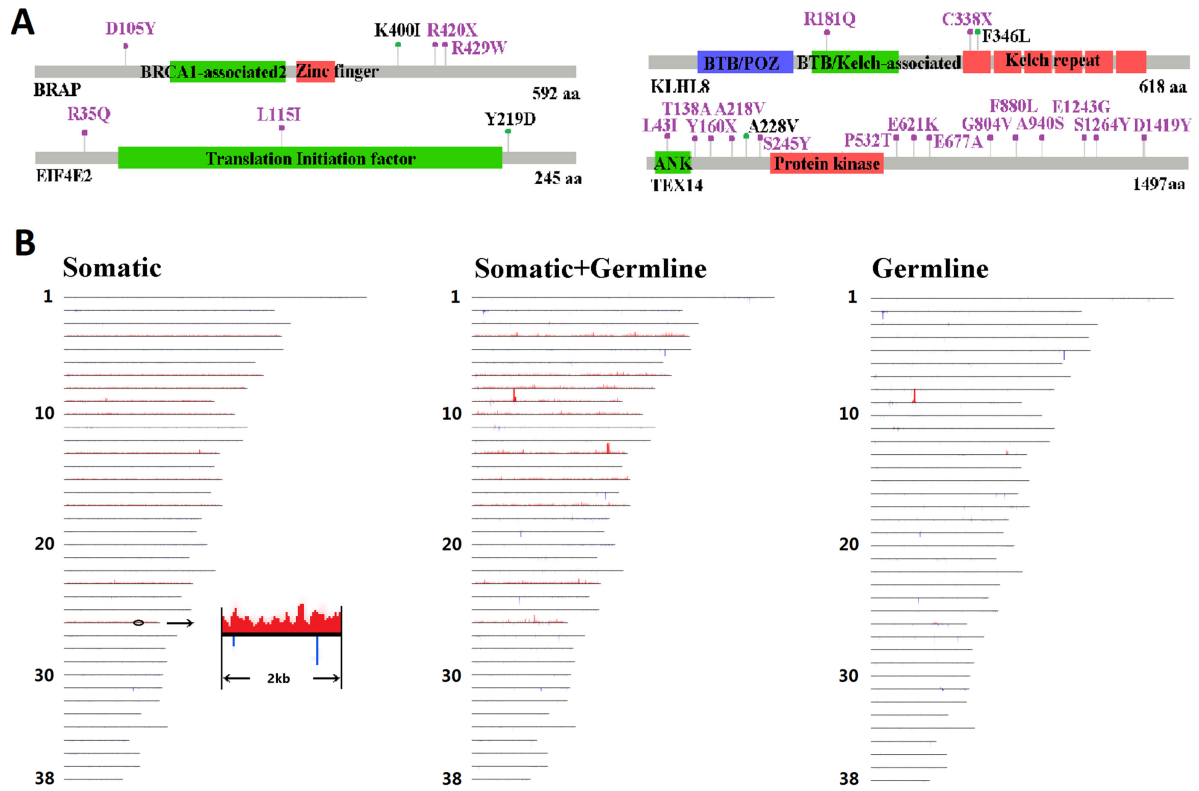 A
D105Y
K400I
R420X
R429W
BRCA1-associated2
Zinc finger
BRAP
592 aa
R35Q
L115I
Y219D
Translation Initiation factor
EIF4E2
245 aa
R181Q
C338X
F346L
BTB/POZ
BTB/Kelch-associated
Kelch repeat
KLHL8
618 aa
T138A
A218V
F880L
E1243G
L43I
Y160X
A228V
E621K
G804V
A940S
S1264Y
D1419Y
S245Y
P532T
E677A
ANK
Protein kinase
TEX14
1497aa
B
Somatic
Somatic+Germline
Germline
1
10
20
30
38
2kb
1
10
20
30
38
1
10
20
30
38